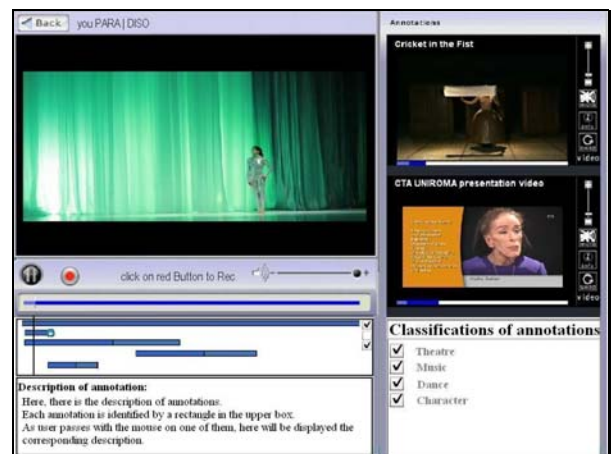 Back you PARA | DISO
click on red Button to Rec
Description of annotation:
Here, there is the description of annotations.
Each annotation is identified by a rectangle in the upper box.
As user passes with the mouse on one of them, here will be displayed the
corresponding description.
Annotations
Cricket in the Fist
video
CTA UNIROMA presentation video
video
Classifications of annotations
Theatre
Music
Dance
Character